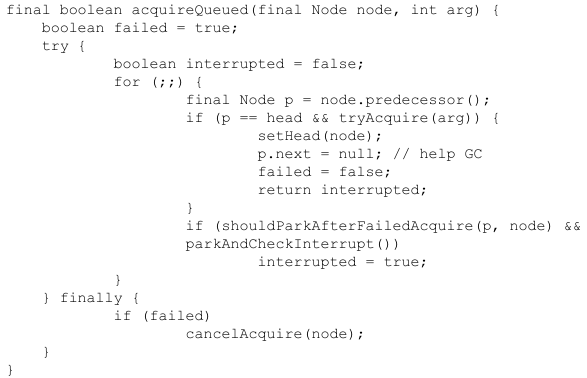 final boolean acquireQueued(final Node node, int arg) {
    boolean failed = true;
    try {
            boolean interrupted = false;
            for (;;) {
                    final Node p = node.predecessor();
                    if (p == head && tryAcquire(arg)) {
                            setHead(node);
                            p.next = null; // help GC
                            failed = false;
                            return interrupted;
                    }
                    if (shouldParkAfterFailedAcquire(p, node) &&
                    parkAndCheckInterrupt())
                            interrupted = true;
            }
    } finally {
            if (failed)
                    cancelAcquire(node);
    }
}